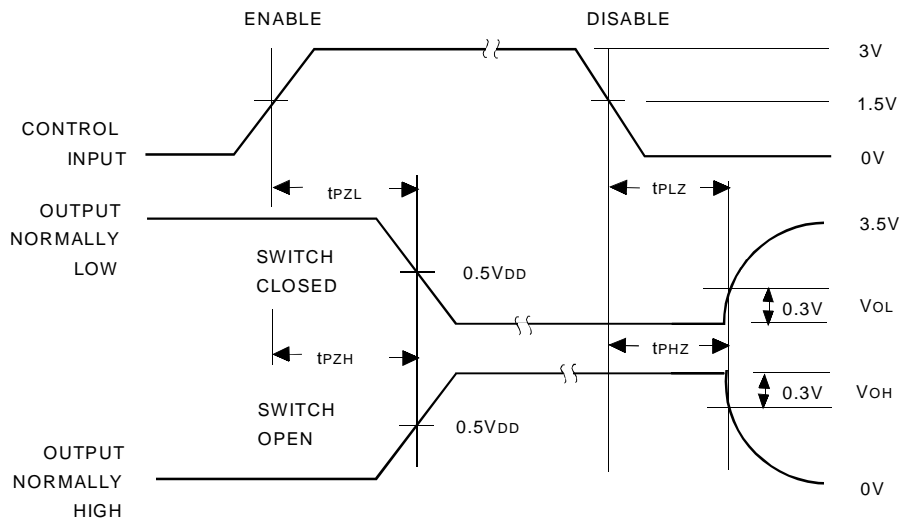 ENABLE
DISABLE
3V
1.5V
CONTROL
INPUT
0V
tPZL
tPLZ
OUTPUT
NORMALLY
LOW
3.5V
SWITCH
CLOSED
0.5VDD
0.3V
VOL
tPZH
tPHZ
SWITCH
OPEN
0.5VDD
0.3V
VOH
OUTPUT
NORMALLY
HIGH
0V